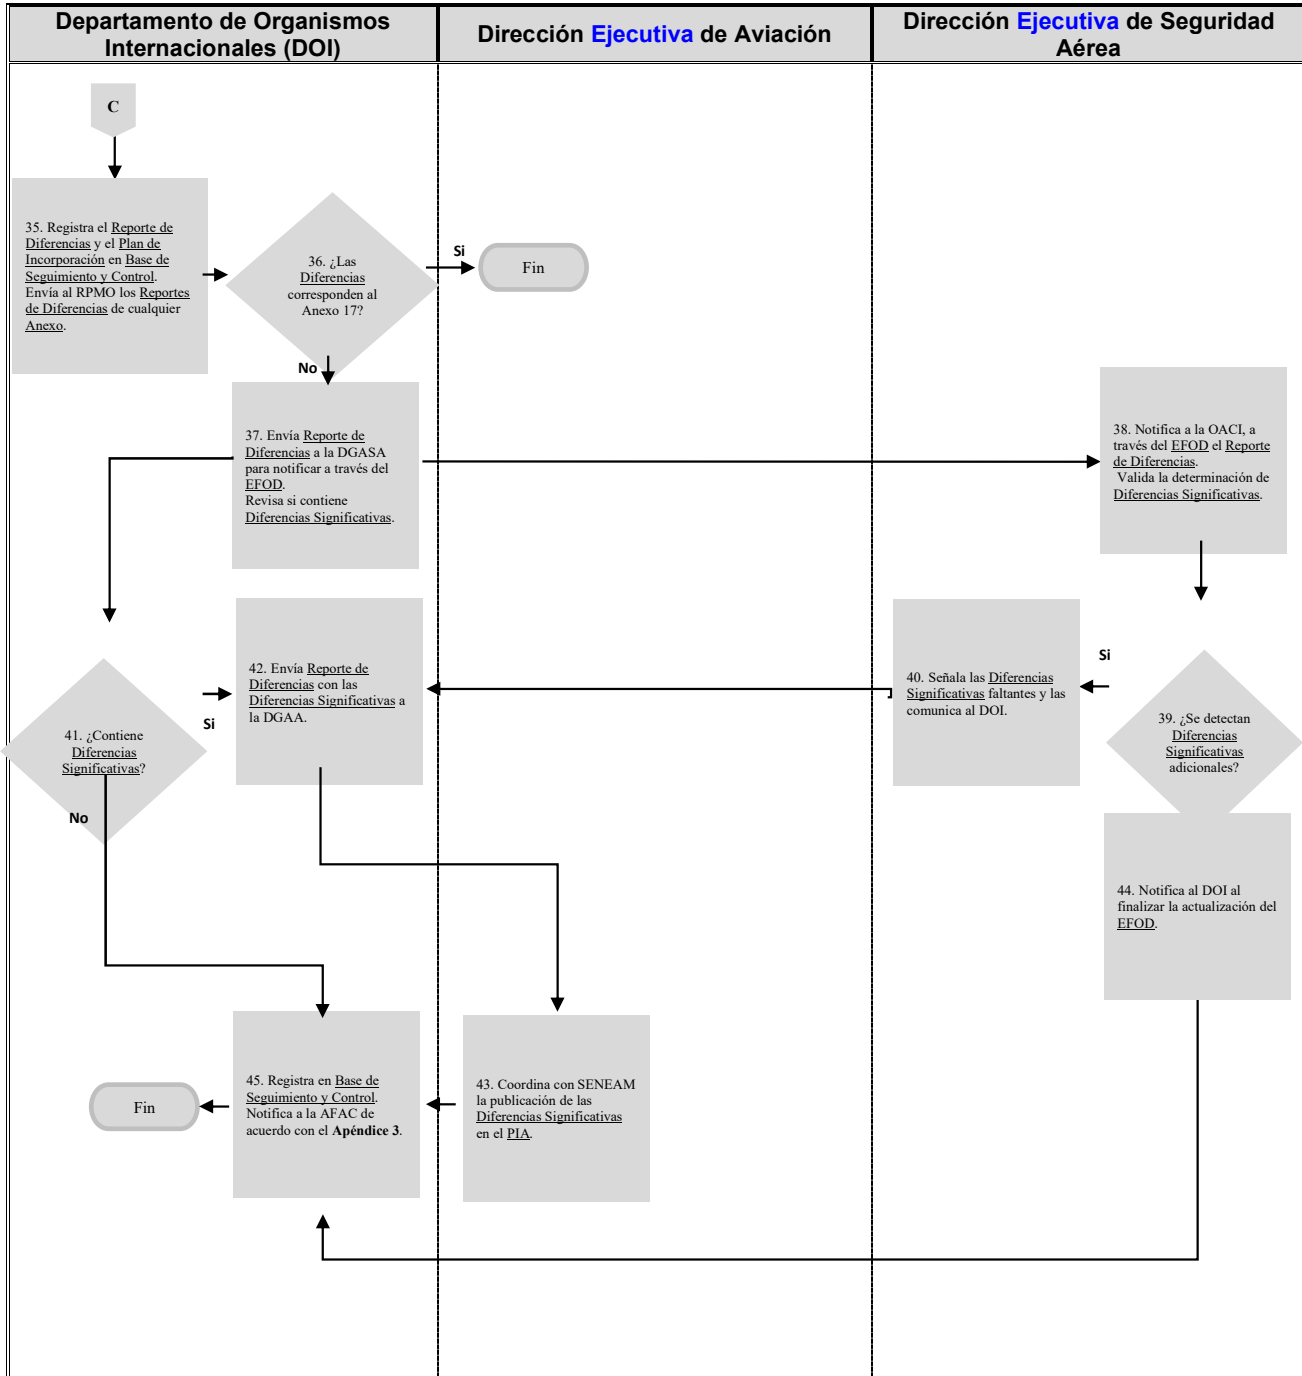 Departamento de Organismos
Internacionales (DOI)
Dirección Ejecutiva de Aviación
Dirección Ejecutiva de Seguridad
Aérea
C
35. Registra el Reporte de
Diferencias y el Plan de
Incorporación en Base de
Seguimiento y Control.
Envía al RPMO los Reportes
de Diferencias de cualquier
Anexo.
36. ¿Las
Diferencias
corresponden al
Anexo 17?
Si
Fin
No
37. Envía Reporte de
Diferencias a la DGASA
para notificar a través del
EFOD.
Revisa si contiene
Diferencias Significativas.
38. Notifica a la OACI, a
través del EFOD el Reporte
de Diferencias.
Valida la determinación de
Diferencias Significativas.
41. ¿Contiene
Diferencias
Significativas?
Si
No
42. Envía Reporte de
Diferencias con las
Diferencias Significativas a
la DGAA.
40. Señala las Diferencias
Significativas faltantes y las
comunica al DOI.
Si
39. ¿Se detectan
Diferencias
Significativas
adicionales?
44. Notifica al DOI al
finalizar la actualización del
EFOD.
Fin
45. Registra en Base de
Seguimiento y Control.
Notifica a la AFAC de
acuerdo con el Apéndice 3.
43. Coordina con SENEAM
la publicación de las
Diferencias Significativas
en el PIA.